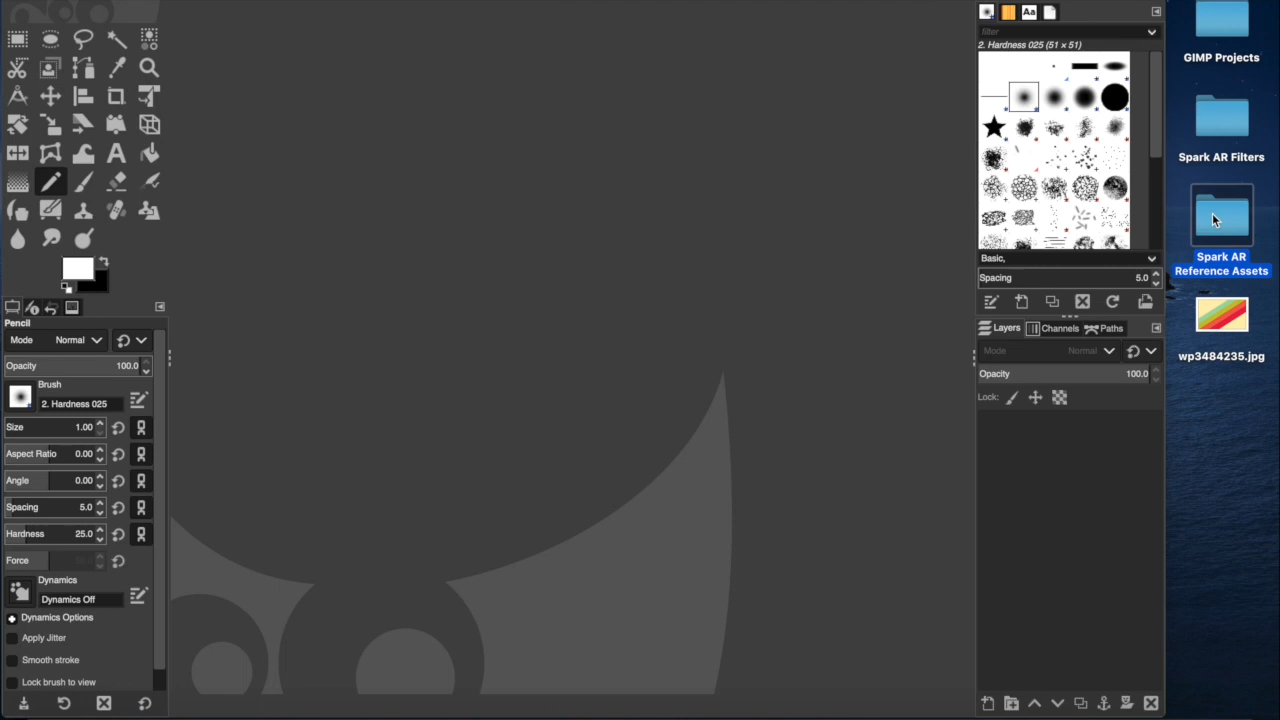 Aa
filter
2. Hardness 025 (51 × 51)
Basic,
Spacing 5.0
Layers Channels Paths
Mode Normal
Opacity 100.0
Lock:
Pencil
Mode Normal
Opacity 100.0
Brush
2. Hardness 025
Size 1.00
Aspect Ratio 0.00
Angle 0.00
Spacing 5.0
Hardness 25.0
Force
Dynamics
Dynamics Off
Dynamics Options
Apply Jitter
Smooth stroke
Lock brush to view
GIMP Projects
Spark AR Filters
Spark AR
Reference Assets
wp3484235.jpg